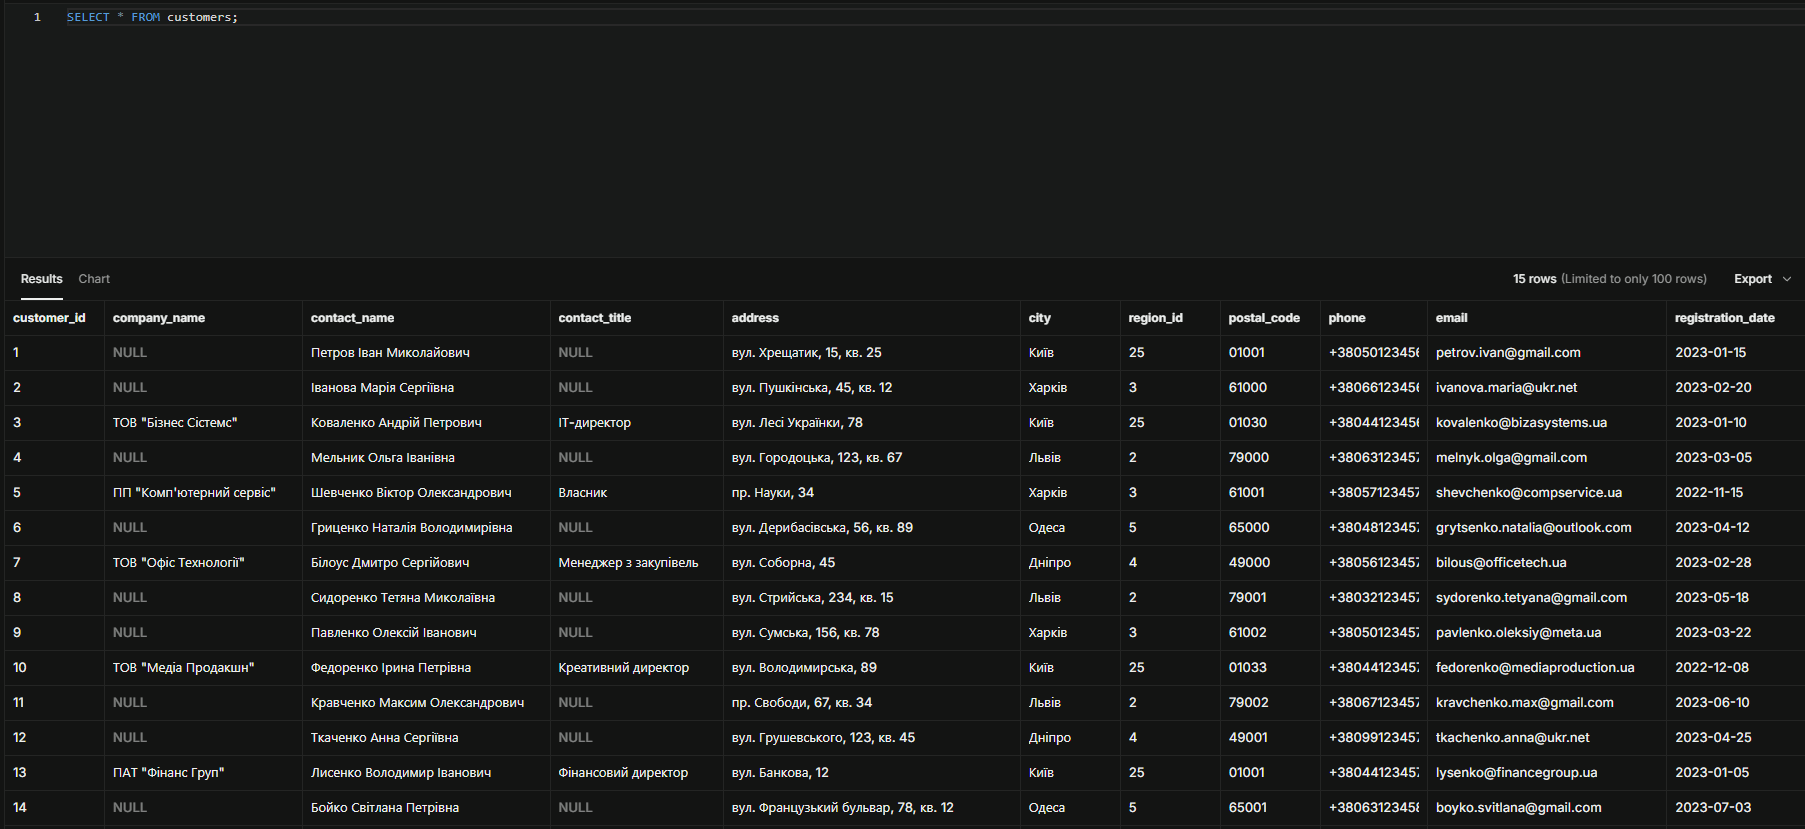 1 SELECT * FROM customers;
Results Chart 15 rows (Limited to only 100 rows) Export
customer_id company_name contact_name contact_title address city region_id postal_code phone email registration_date
1 NULL Петров Іван Миколайович NULL вул. Хрещатик, 15, кв. 25 Київ 25 01001 +38050123456 petrov.ivan@gmail.com 2023-01-15
2 NULL Іванова Марія Сергіївна NULL вул. Пушкінська, 45, кв. 12 Харків 3 61000 +38066123456 ivanova.maria@ukr.net 2023-02-20
3 ТОВ "Бізнес Сістемс" Коваленко Андрій Петрович ІТ-директор вул. Лесі Українки, 78 Київ 25 01030 +38044123456 kovalenko@bizasystems.ua 2023-01-10
4 NULL Мельник Ольга Іванівна NULL вул. Городоцька, 123, кв. 67 Львів 2 79000 +38063123457 melnyk.olga@gmail.com 2023-03-05
5 ПП "Комп'ютерний сервіс" Шевченко Віктор Олександрович Власник пр. Науки, 34 Харків 3 61001 +38057123457 shevchenko@compservice.ua 2022-11-15
6 NULL Гриценко Наталія Володимирівна NULL вул. Дерибасівська, 56, кв. 89 Одеса 5 65000 +38048123457 grytsenko.natalia@outlook.com 2023-04-12
7 ТОВ "Офіс Технології" Білоус Дмитро Сергійович Менеджер з закупівель вул. Соборна, 45 Дніпро 4 49000 +38056123457 bilous@officetech.ua 2023-02-28
8 NULL Сидоренко Тетяна Миколаївна NULL вул. Стрийська, 234, кв. 15 Львів 2 79001 +38032123457 sydorenko.tetyana@gmail.com 2023-05-18
9 NULL Павленко Олексій Іванович NULL вул. Сумська, 156, кв. 78 Харків 3 61002 +38050123457 pavlenko.oleksiy@meta.ua 2023-03-22
10 ТОВ "Медіа Продакшн" Федоренко Ірина Петрівна Креативний директор вул. Володимирська, 89 Київ 25 01033 +38044123457 fedorenko@mediaproduction.ua 2022-12-08
11 NULL Кравченко Максим Олександрович NULL пр. Свободи, 67, кв. 34 Львів 2 79002 +38067123457 kravchenko.max@gmail.com 2023-06-10
12 NULL Ткаченко Анна Сергіївна NULL вул. Грушевського, 123, кв. 45 Дніпро 4 49001 +38099123457 tkachenko.anna@ukr.net 2023-04-25
13 ПАТ "Фінанс Груп" Лисенко Володимир Іванович Фінансовий директор вул. Банкова, 12 Київ 25 01001 +38044123457 lysenko@financegroup.ua 2023-01-05
14 NULL Бойко Світлана Петрівна NULL вул. Французький бульвар, 78, кв. 12 Одеса 5 65001 +38063123458 boyko.svitlana@gmail.com 2023-07-03